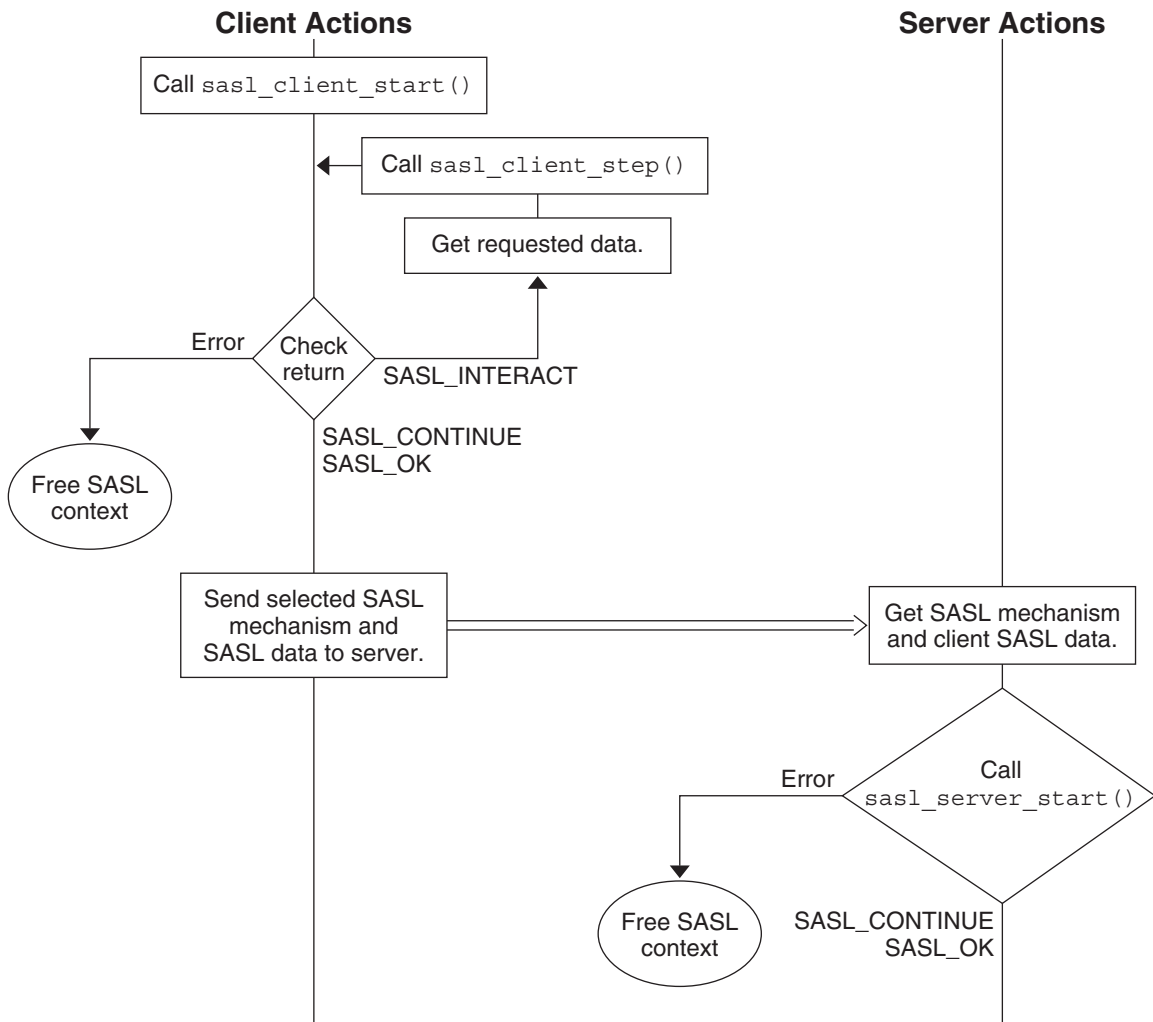 Client Actions
Server Actions
Call sasl_client_start()
Call sasl_client_step()
Get requested data.
Error
Check
return
SASL_INTERACT
SASL_CONTINUE
SASL_OK
Free SASL
context
Send selected SASL
mechanism and
SASL data to server.
Get SASL mechanism
and client SASL data.
Error
Call
sasl_server_start()
Free SASL
context
SASL_CONTINUE
SASL_OK